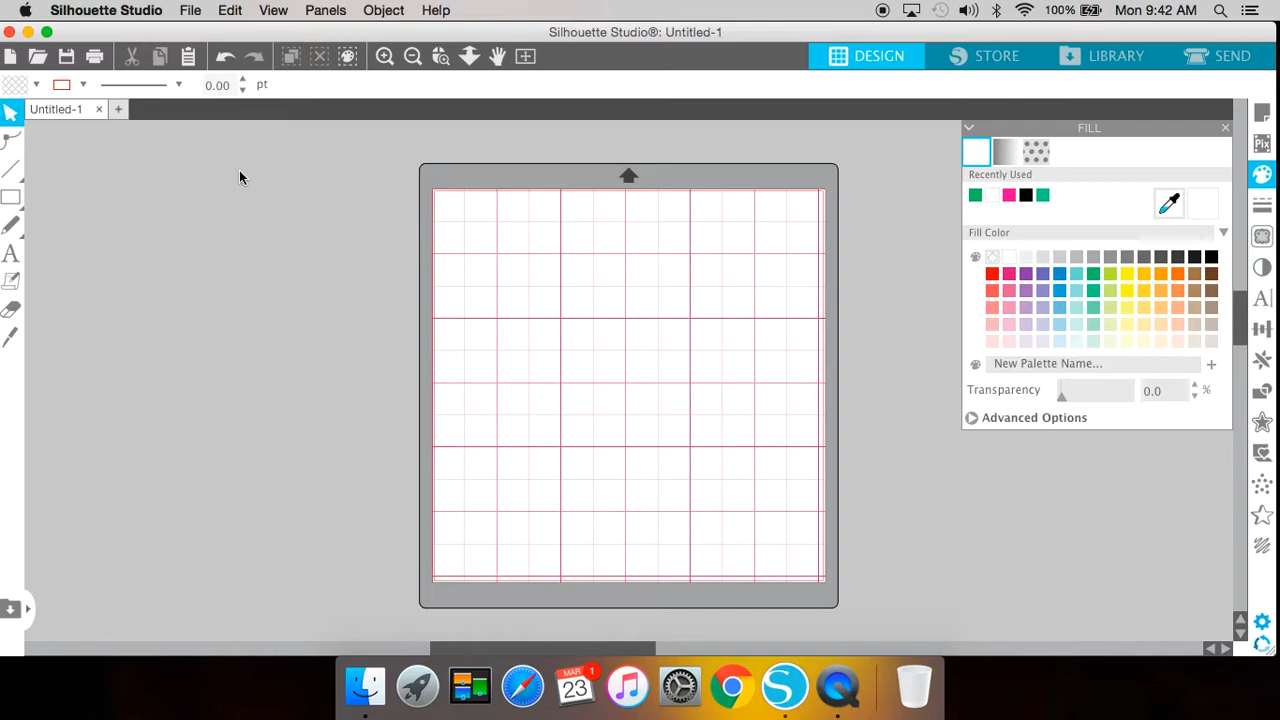 Silhouette Studio File Edit View Panels Object Help 100% Mon 9:42 AM
Silhouette Studio®: Untitled-1
DESIGN STORE LIBRARY SEND
0.00 pt
Untitled-1 × +
FILL
Pix
Recently Used
Fill Color
New Palette Name... +
Transparency 0.0 %
Advanced Options
MAR 1
23